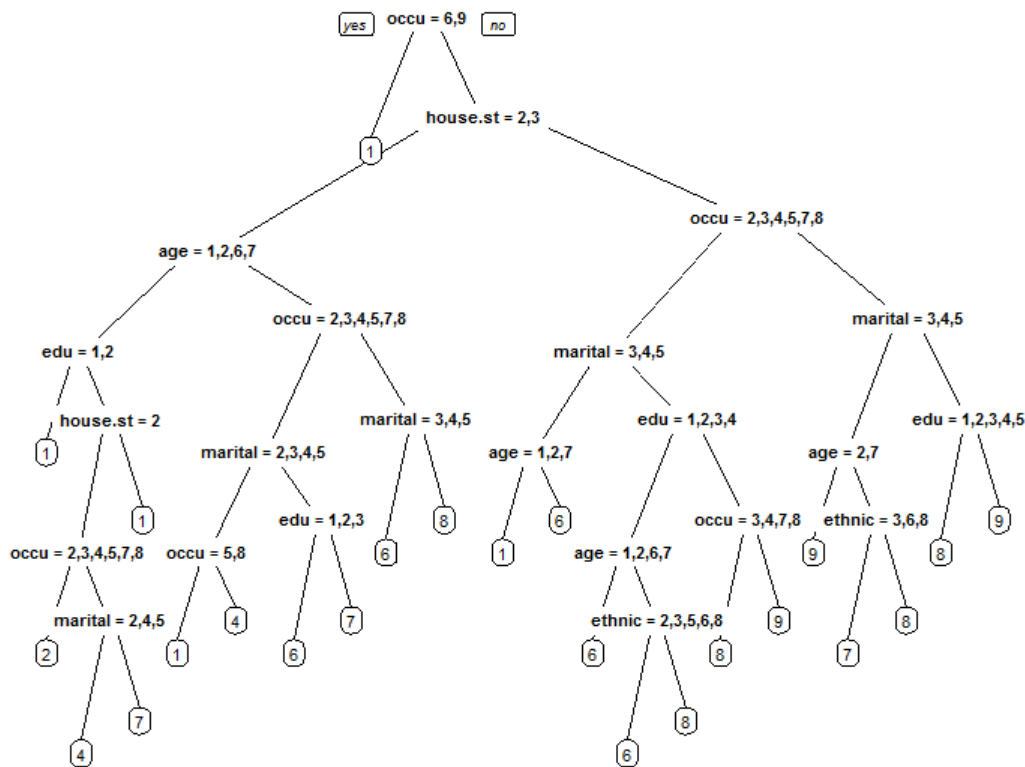 yes occu = 6,9 no
house.st = 2,3
1
occu = 2,3,4,5,7,8
age = 1,2,6,7
occu = 2,3,4,5,7,8 marital = 3,4,5
edu = 1,2 marital = 3,4,5
house.st = 2 marital = 3,4,5 edu = 1,2,3,4 edu = 1,2,3,4,5
1 marital = 2,3,4,5 age = 1,2,7 age = 2,7
1 edu = 1,2,3 8 6 occu = 3,4,7,8 ethnic = 3,6,8 9
occu = 2,3,4,5,7,8 occu = 5,8 6 1 age = 1,2,6,7 9 8
marital = 2,4,5 4 7 ethnic = 2,3,5,6,8 9 8
2 1 6 6 8 7
7 8
4 6